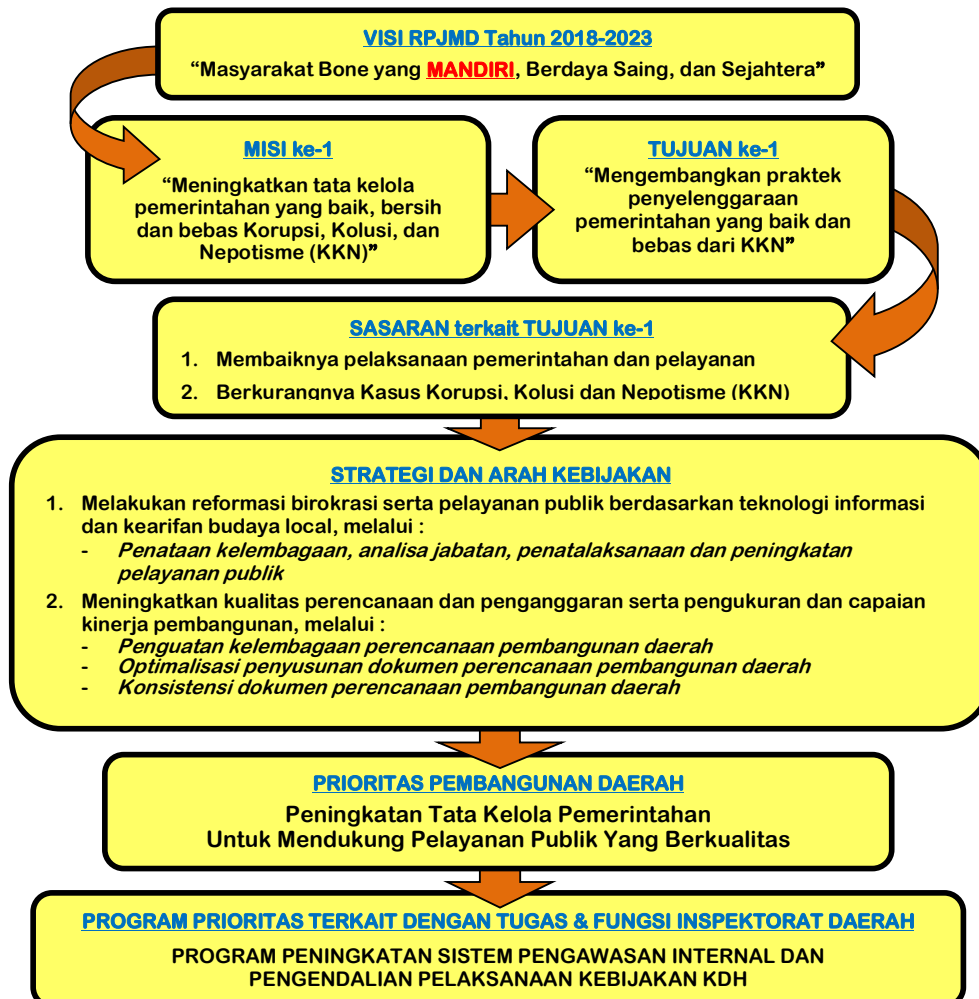 VISI RPJMD Tahun 2018-2023
“Masyarakat Bone yang MANDIRI, Berdaya Saing, dan Sejahtera”
MISI ke-1
“Meningkatkan tata kelola
pemerintahan yang baik, bersih
dan bebas Korupsi, Kolusi, dan
Nepotisme (KKN)”
TUJUAN ke-1
“Mengembangkan praktek
penyelenggaraan
pemerintahan yang baik dan
bebas dari KKN”
SASARAN terkait TUJUAN ke-1
1. Membaiknya pelaksanaan pemerintahan dan pelayanan
2. Berkurangnya Kasus Korupsi, Kolusi dan Nepotisme (KKN)
STRATEGI DAN ARAH KEBIJAKAN
1. Melakukan reformasi birokrasi serta pelayanan publik berdasarkan teknologi informasi
dan kearifan budaya local, melalui :
- Penataan kelembagaan, analisa jabatan, penatalaksanaan dan peningkatan
pelayanan publik
2. Meningkatkan kualitas perencanaan dan penganggaran serta pengukuran dan capaian
kinerja pembangunan, melalui :
- Penguatan kelembagaan perencanaan pembangunan daerah
- Optimalisasi penyusunan dokumen perencanaan pembangunan daerah
- Konsistensi dokumen perencanaan pembangunan daerah
PRIORITAS PEMBANGUNAN DAERAH
Peningkatan Tata Kelola Pemerintahan
Untuk Mendukung Pelayanan Publik Yang Berkualitas
PROGRAM PRIORITAS TERKAIT DENGAN TUGAS & FUNGSI INSPEKTORAT DAERAH
PROGRAM PENINGKATAN SISTEM PENGAWASAN INTERNAL DAN
PENGENDALIAN PELAKSANAAN KEBIJAKAN KDH